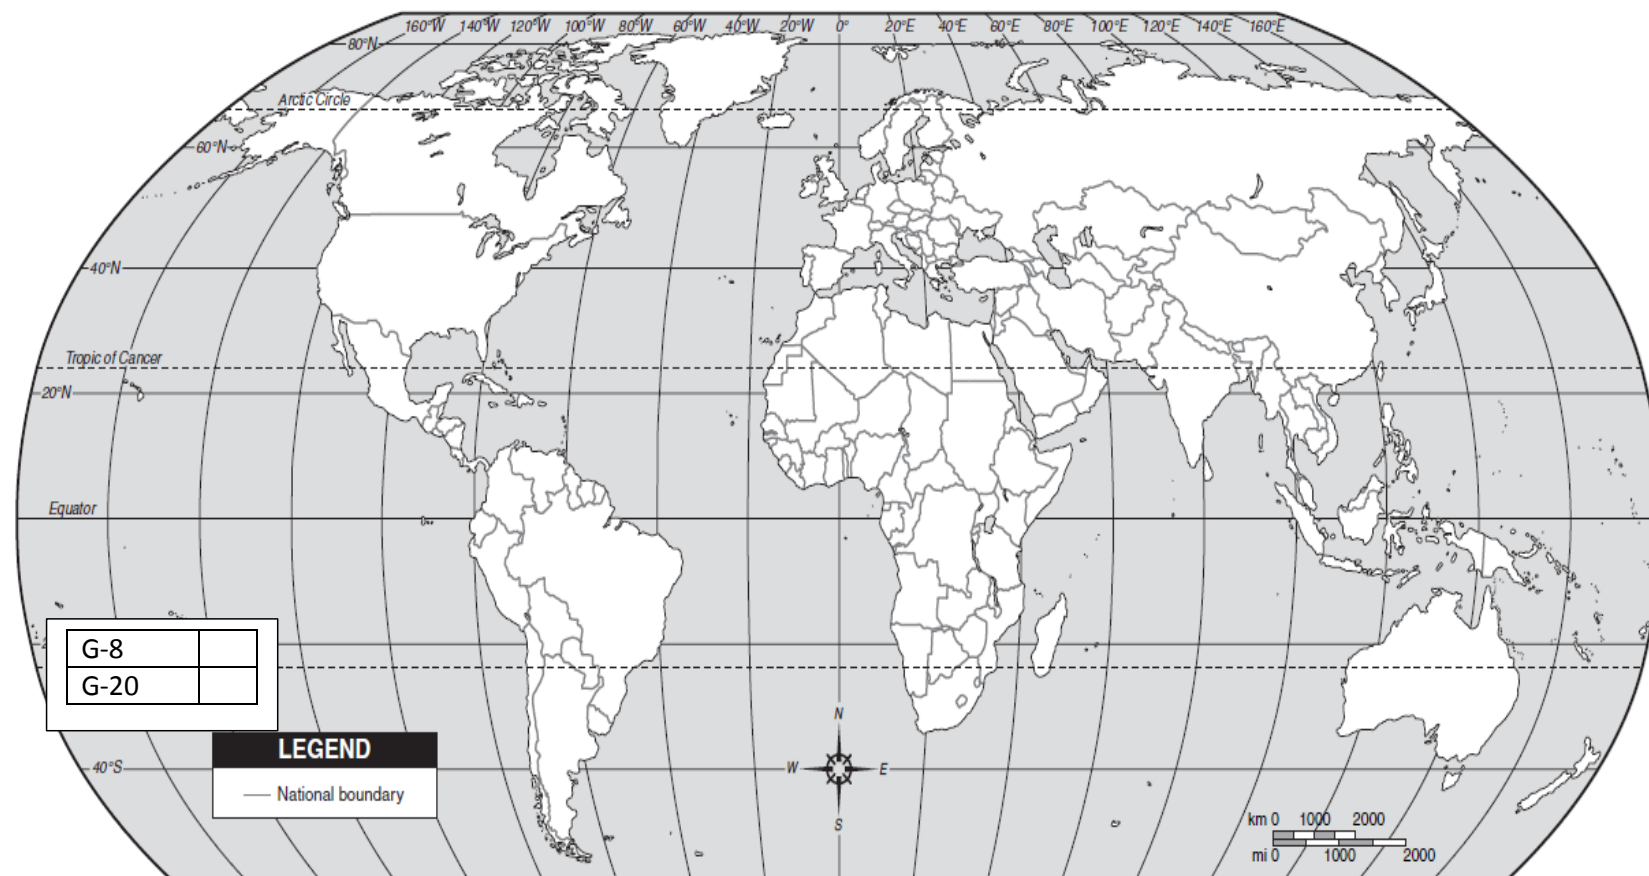 160°W 140°W 120°W 100°W 80°W 60°W 40°W 20°W 0° 20°E 40°E 60°E 80°E 100°E 120°E 140°E 160°E
80°N
Arctic Circle
60°N
40°N
Tropic of Cancer
20°N
Equator
G-8
G-20
N
W E
S
LEGEND
National boundary
40°S
km 0 1000 2000
mi 0 1000 2000